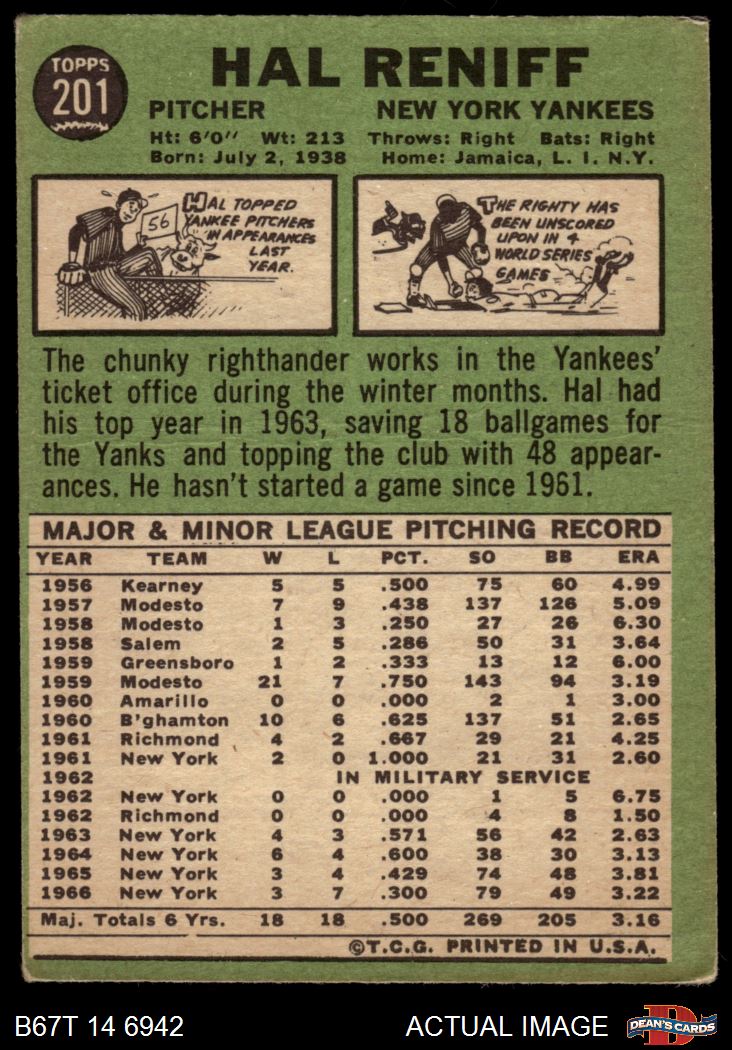 TOPPS
201
HAL RENIFF
PITCHER NEW YORK YANKEES
Ht: 6'0" Wt: 213 Throws: Right Bats: Right
Born: July 2, 1938 Home: Jamaica, L. I. N.Y.
56
HAL TOPPED
YANKEE PITCHERS
IN APPEARANCES
LAST
YEAR.
THE RIGHTY HAS
BEEN UNSCORED
UPON IN 4
WORLD SERIES
GAMES
The chunky righthander works in the Yankees'
ticket office during the winter months. Hal had
his top year in 1963, saving 18 ballgames for
the Yanks and topping the club with 48 appear-
ances. He hasn't started a game since 1961.
MAJOR & MINOR LEAGUE PITCHING RECORD
YEAR TEAM W L PCT. SO BB ERA
1956 Kearney 5 5 .500 75 60 4.99
1957 Modesto 7 9 .438 137 126 5.09
1958 Modesto 1 3 .250 27 26 6.30
1958 Salem 2 5 .286 50 31 3.64
1959 Greensboro 1 2 .333 13 12 6.00
1959 Modesto 21 7 .750 143 94 3.19
1960 Amarillo 0 0 .000 2 1 3.00
1960 B'ghamton 10 6 .625 137 51 2.65
1961 Richmond 4 2 .667 29 21 4.25
1961 New York 2 0 1.000 21 31 2.60
1962 IN MILITARY SERVICE
1962 New York 0 0 .000 1 5 6.75
1962 Richmond 0 0 .000 4 8 1.50
1963 New York 4 3 .571 56 42 2.63
1964 New York 6 4 .600 38 30 3.13
1965 New York 3 4 .429 74 48 3.81
1966 New York 3 7 .300 79 49 3.22
Maj. Totals 6 Yrs. 18 18 .500 269 205 3.16
©T.C.G. PRINTED IN U.S.A.
B67T 14 6942 ACTUAL IMAGE
D
DEAN'S CARDS